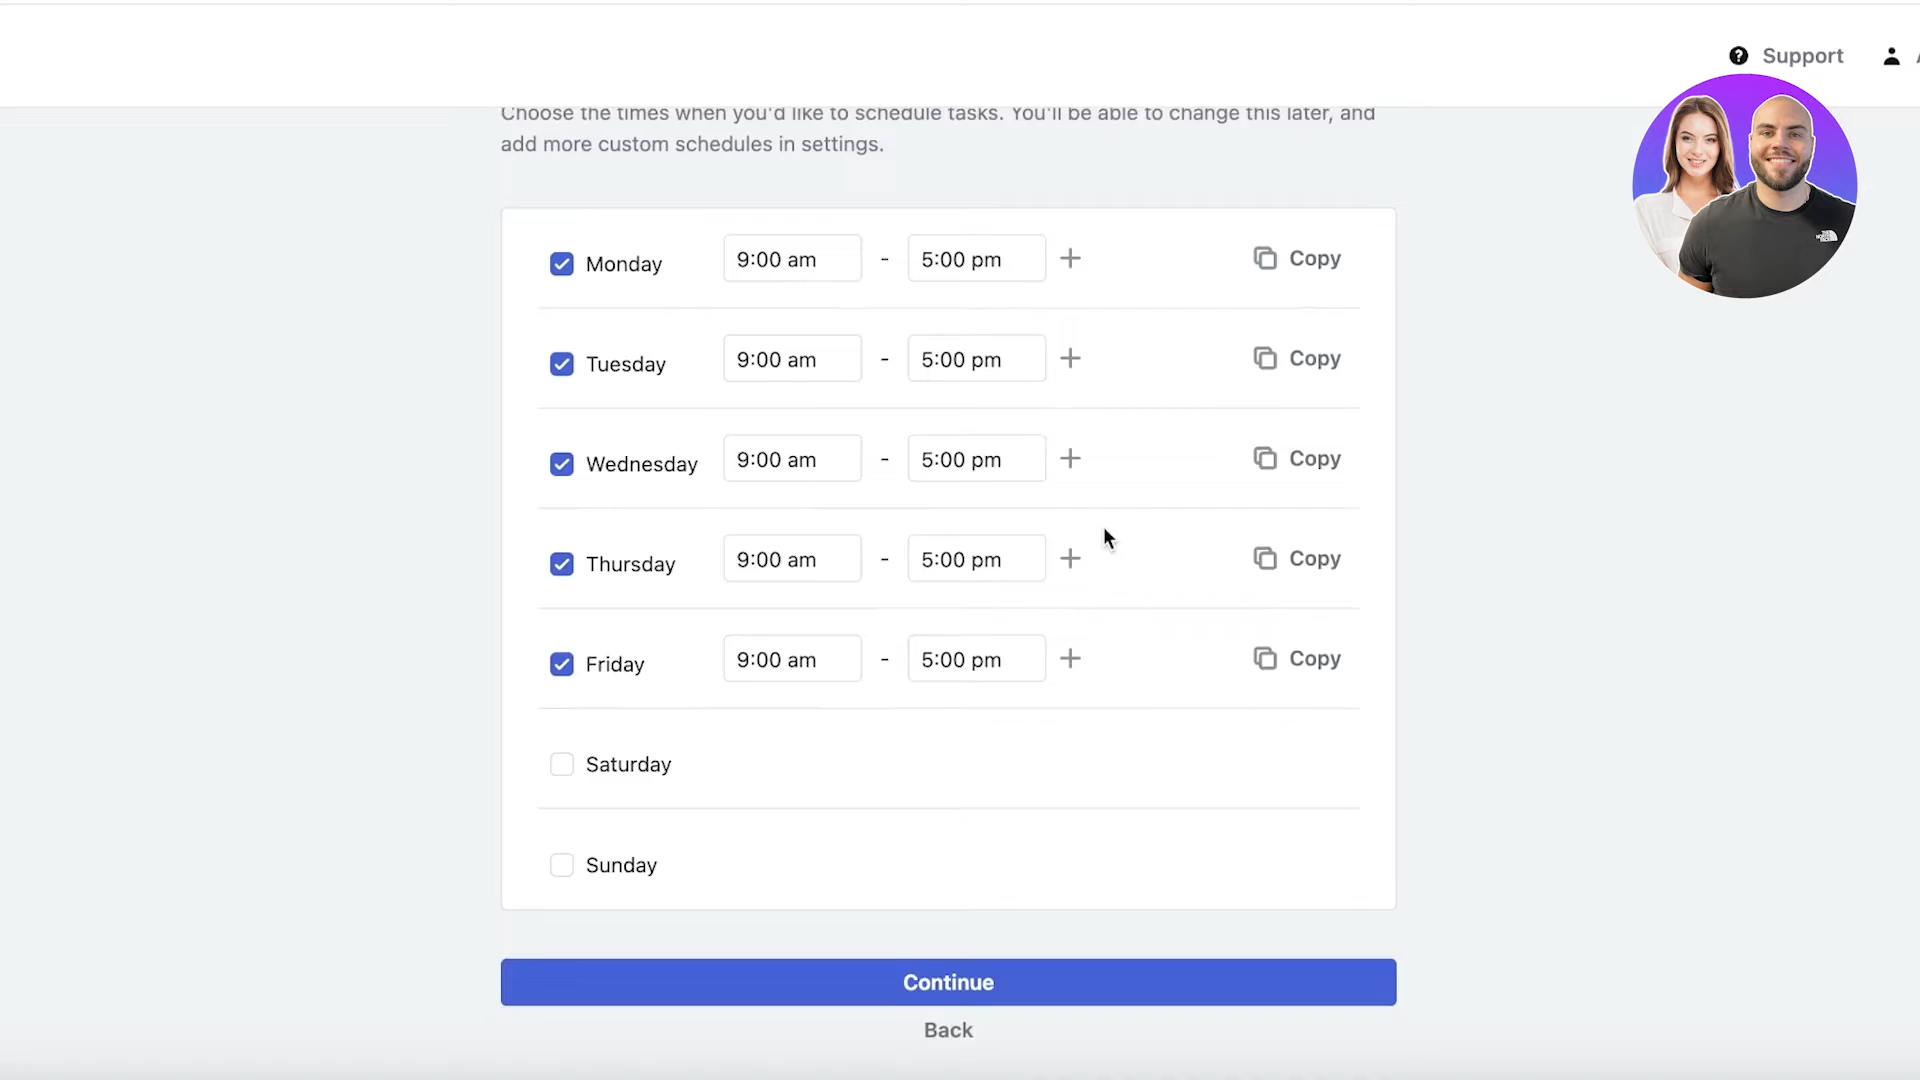 Support
Choose the times when you'd like to schedule tasks. You'll be able to change this later, and
add more custom schedules in settings.
Monday 9:00 am - 5:00 pm + Copy
Tuesday 9:00 am - 5:00 pm + Copy
Wednesday 9:00 am - 5:00 pm + Copy
Thursday 9:00 am - 5:00 pm + Copy
Friday 9:00 am - 5:00 pm + Copy
Saturday
Sunday
Continue
Back